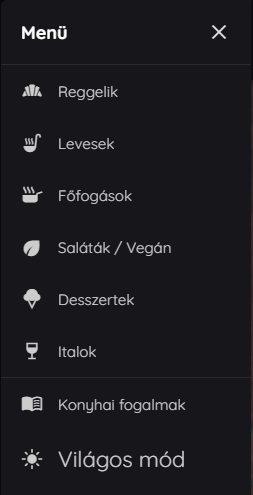 Menü
Reggelik
Levesek
Főfogások
Saláták / Vegán
Desszertek
Italok
Konyhai fogalmak
Világos mód